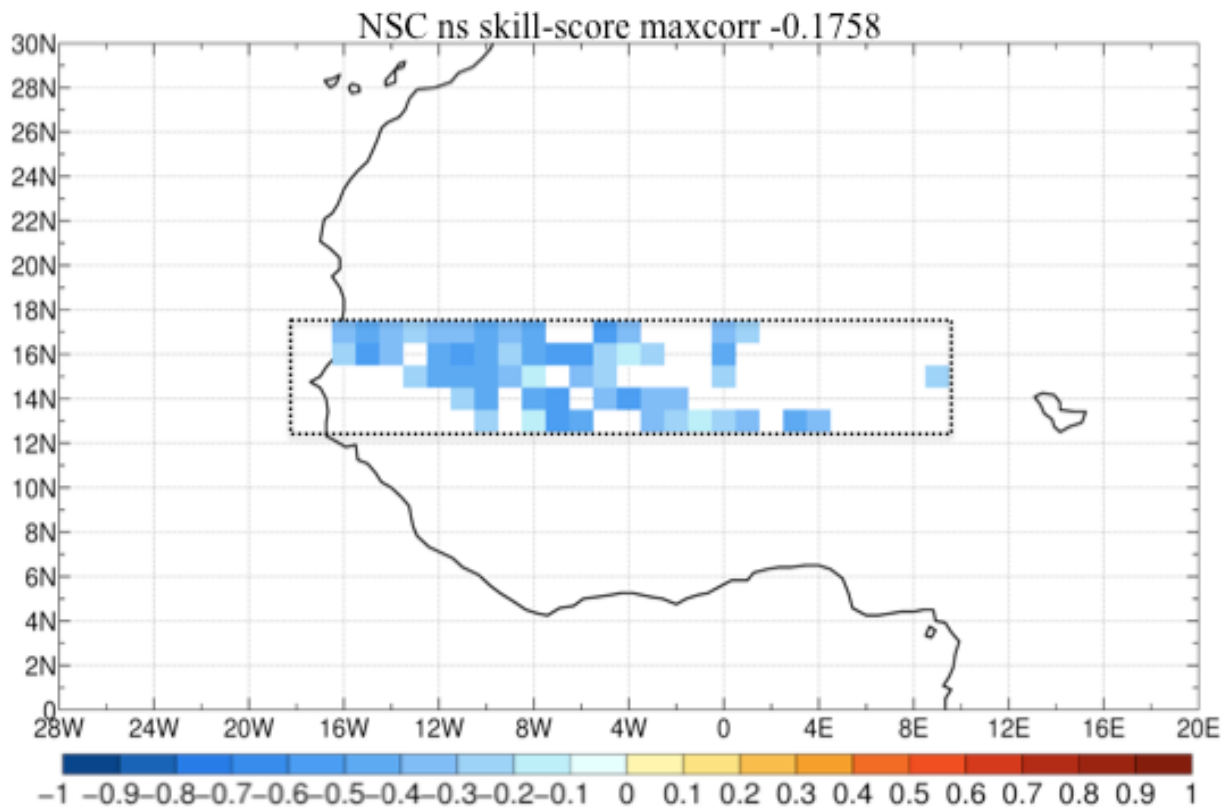 NSC ns skill-score maxcorr -0.1758
30N
28N
26N
24N
22N
20N
18N
16N
14N
12N
10N
8N
6N
4N
2N
0
28W 24W 20W 16W 12W 8W 4W 0 4E 8E 12E 16E 20E
-1 -0.9 -0.8 -0.7 -0.6 -0.5 -0.4 -0.3 -0.2 -0.1 0 0.1 0.2 0.3 0.4 0.5 0.6 0.7 0.8 0.9 1